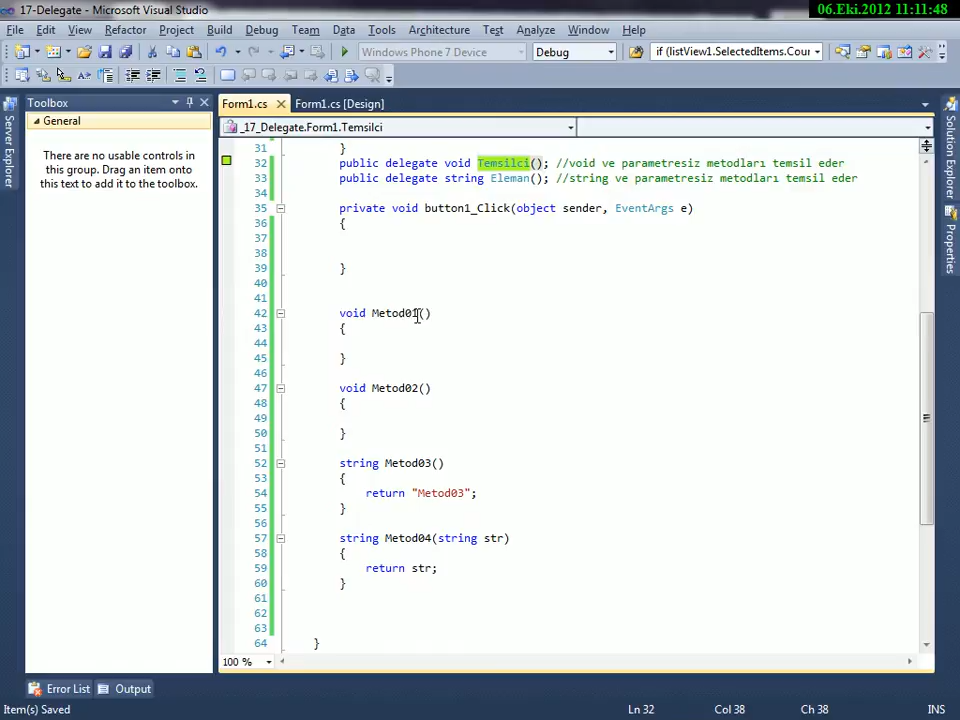 17-Delegate - Microsoft Visual Studio
06.Eki.2012 11:11:48
File Edit View Refactor Project Build Debug Team Data Tools Architecture Test Analyze Window Help
Windows Phone 7 Device Debug if (listView1.SelectedItems.Cour
Toolbox
General
There are no usable controls in
this group. Drag an item onto
this text to add it to the toolbox.
Server Explorer
Form1.cs Form1.cs [Design]
_17_Delegate.Form1.Temsilci
31 }
32 public delegate void Temsilci(); //void ve parametresiz metodları temsil eder
33 public delegate string Eleman(); //string ve parametresiz metodları temsil eder
34
35 private void button1_Click(object sender, EventArgs e)
36 {
37
38
39 }
40
41
42 void Metod01()
43 {
44
45 }
46
47 void Metod02()
48 {
49
50 }
51
52 string Metod03()
53 {
54 return "Metod03";
55 }
56
57 string Metod04(string str)
58 {
59 return str;
60 }
61
62
63
64 }
100 %
Solution Explorer
Properties
Error List Output
Item(s) Saved Ln 32 Col 38 Ch 38 INS